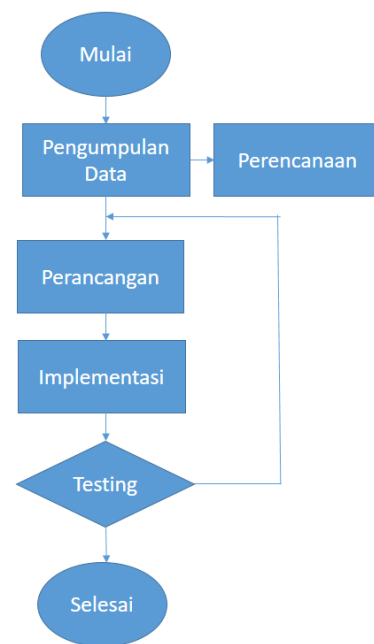 Mulai
Pengumpulan
Data
Perencanaan
Perancangan
Implementasi
Testing
Selesai